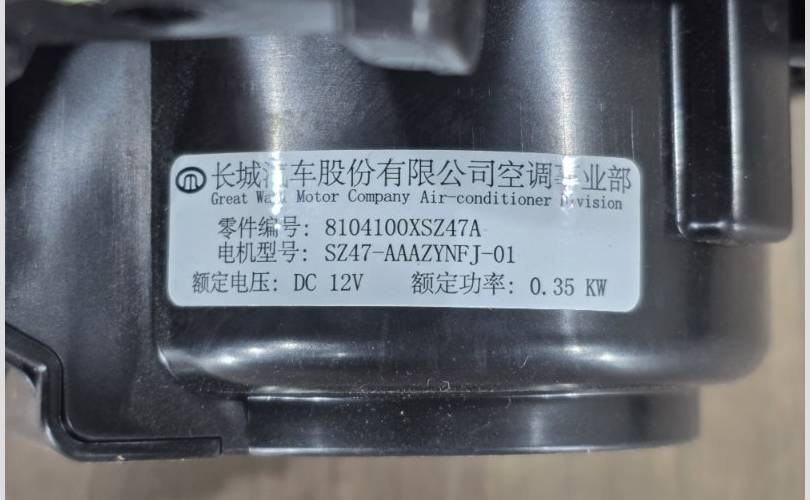 长城汽车股份有限公司空调事业部
Great Wall Motor Company Air-conditioner Division
零件编号: 8104100XSZ47A
电机型号: SZ47-AAAZYNFJ-01
额定电压: DC 12V 额定功率: 0.35 KW